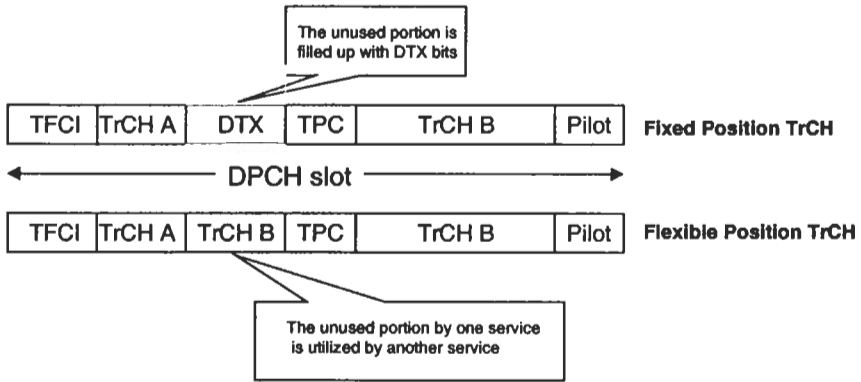 The unused portion is
filled up with DTX bits
TFCI TrCH A DTX TPC TrCH B Pilot Fixed Position TrCH
DPCH slot
TFCI TrCH A TrCH B TPC TrCH B Pilot Flexible Position TrCH
The unused portion by one service
is utilized by another service